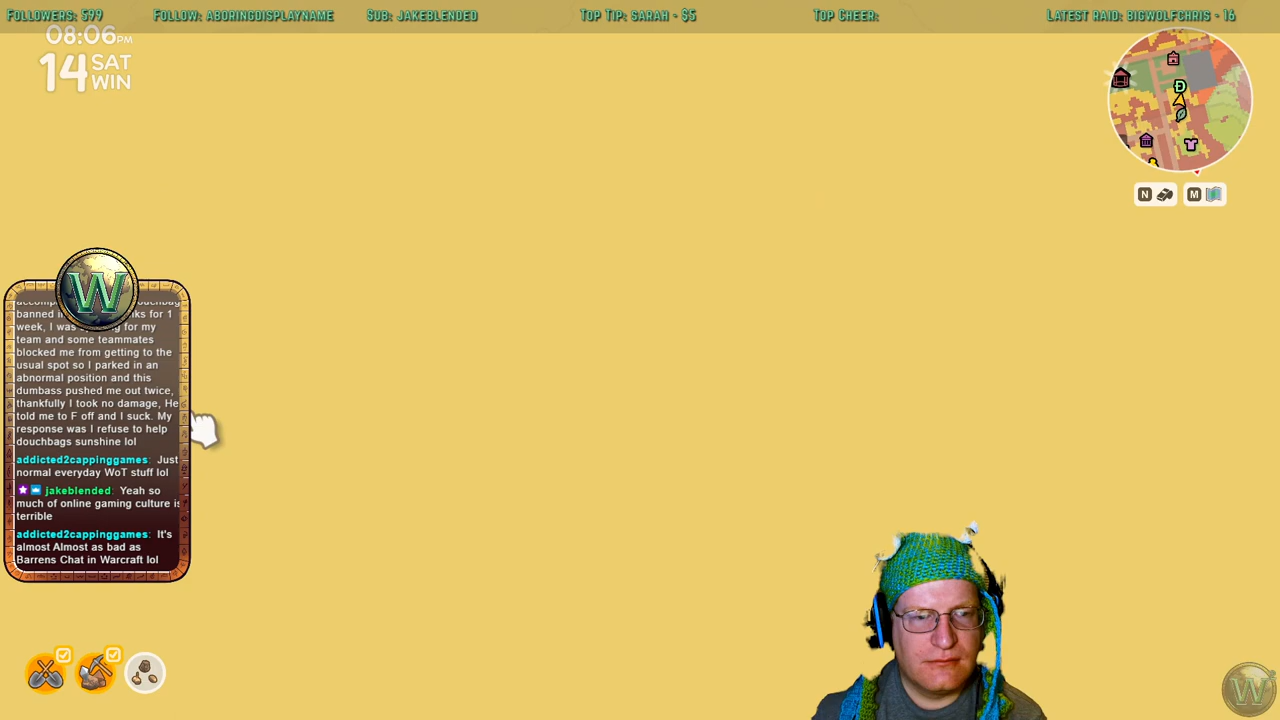 FOLLOWERS: 599 FOLLOW: ABORINGDISPLAYNAME SUB: JAKEBLENDED TOP TIP: SARAH - $5 TOP CHEER: LATEST RAID: BIGWOLFCHRIS - 16
08:06PM
14 SAT
WIN
N M
W
banned for 1
week, I was for my
team and some teammates
blocked me from getting to the
usual spot so I parked in an
abnormal position and this
dumbass pushed me out twice,
thankfully I took no damage, He
told me to F off and I suck. My
response was I refuse to help
douchbags sunshine lol
addicted2cappinggames: Just
normal everyday WoT stuff lol
jakeblended: Yeah so
much of online gaming culture is
terrible
addicted2cappinggames: It's
almost Almost as bad as
Barrens Chat in Warcraft lol
W